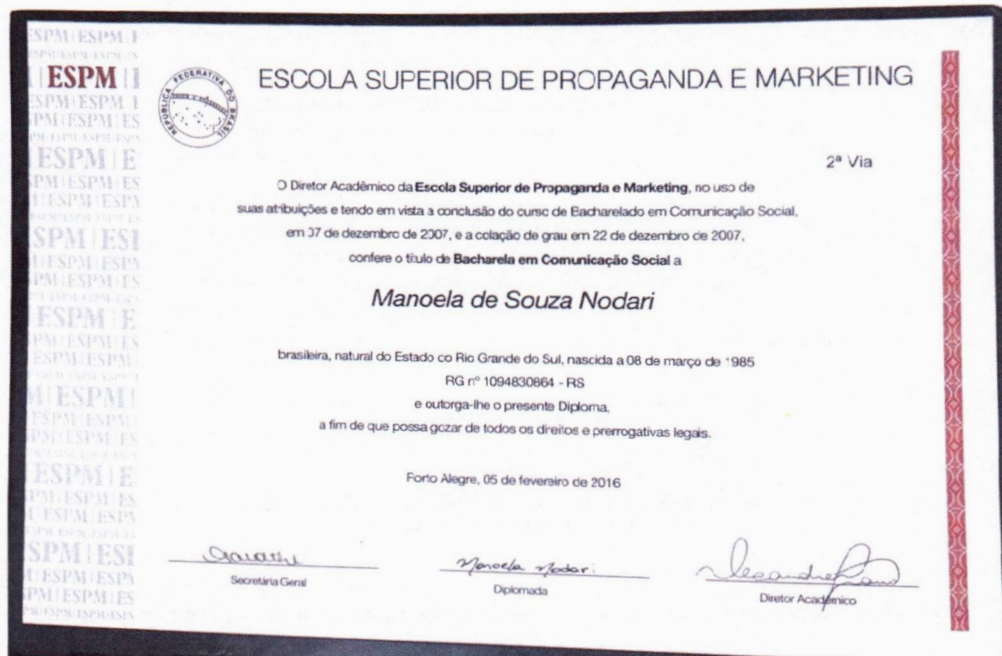 ESPM
REPÚBLICA FEDERATIVA DO BRASIL
ESCOLA SUPERIOR DE PROPAGANDA E MARKETING
2ª Via
O Diretor Acadêmico da Escola Superior de Propaganda e Marketing, no uso de
suas atribuições e tendo em vista a conclusão do curso de Bacharelado em Comunicação Social,
em 07 de dezembro de 2007, e a colação de grau em 22 de dezembro de 2007,
confere o título de Bacharela em Comunicação Social a
Manoela de Souza Nodari
brasileira, natural do Estado do Rio Grande do Sul, nascida a 08 de março de 1985
RG nº 1094830864 - RS
e outorga-lhe o presente Diploma,
a fim de que possa gozar de todos os direitos e prerrogativas legais.
Porto Alegre, 05 de fevereiro de 2016
Manoela Nodari
Secretária Geral
Diplomada
Diretor Acadêmico